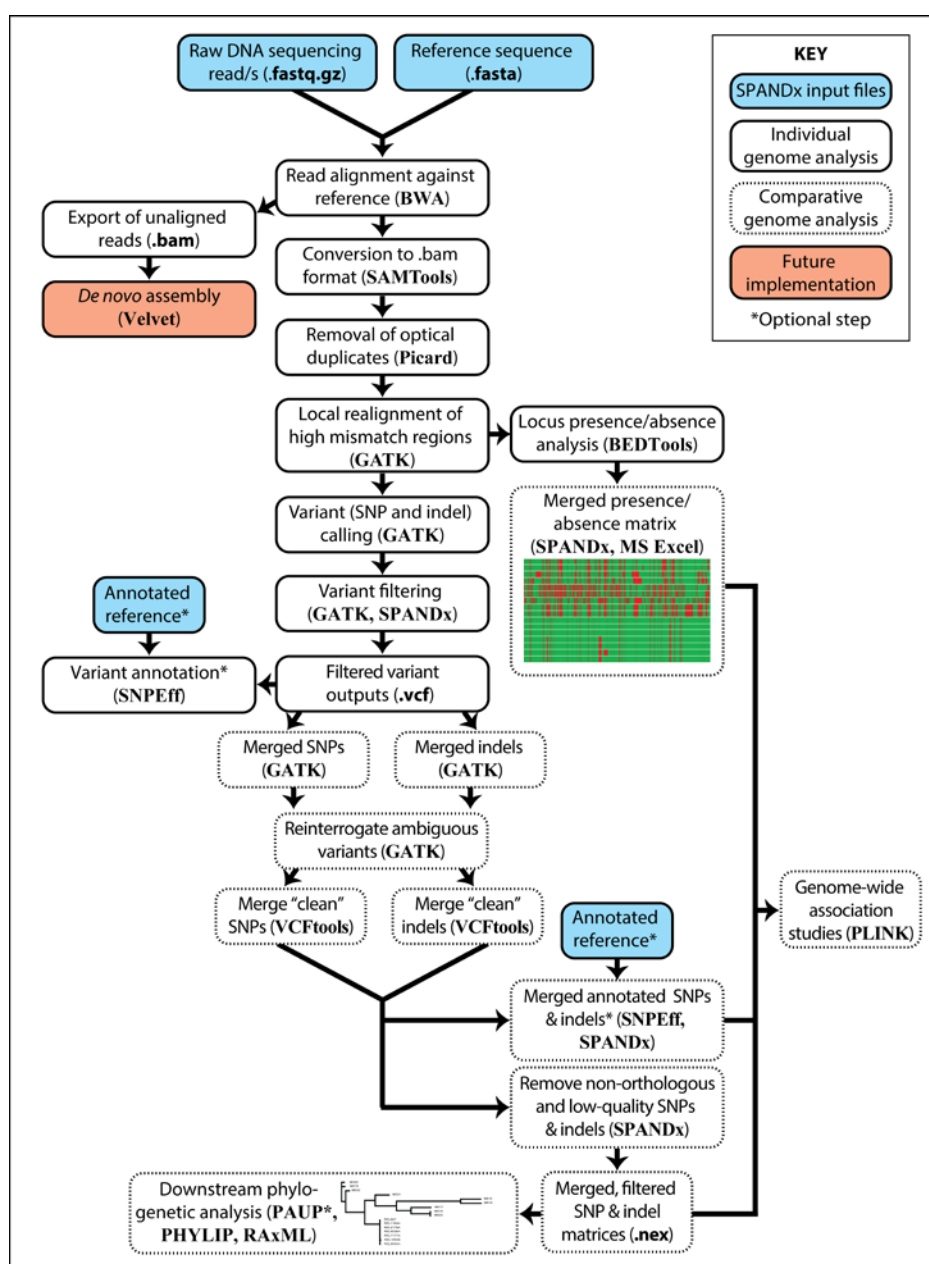 Raw DNA sequencing
read/s (.fastq.gz)
Reference sequence
(.fasta)
KEY
SPANDx input files
Individual
genome analysis
Comparative
genome analysis
Future
implementation
*Optional step
Read alignment against
reference (BWA)
Export of unaligned
reads (.bam)
Conversion to .bam
format (SAMTools)
De novo assembly
(Velvet)
Removal of optical
duplicates (Picard)
Local realignment of
high mismatch regions
(GATK)
Locus presence/absence
analysis (BEDTools)
Merged presence/
absence matrix
(SPANDx, MS Excel)
Variant (SNP and indel)
calling (GATK)
Annotated
reference*
Variant filtering
(GATK, SPANDx)
Variant annotation*
(SNPEff)
Filtered variant
outputs (.vcf)
Merged SNPs
(GATK)
Merged indels
(GATK)
Reinterrogate ambiguous
variants (GATK)
Merge “clean”
SNPs (VCFtools)
Merge “clean”
indels (VCFtools)
Genome-wide
association
studies (PLINK)
Annotated
reference*
Merged annotated SNPs
& indels* (SNPEff,
SPANDx)
Remove non-orthologous
and low-quality SNPs
& indels (SPANDx)
Downstream phylo-
genetic analysis (PAUP*,
PHYLIP, RAxML)
Merged, filtered
SNP & indel
matrices (.nex)